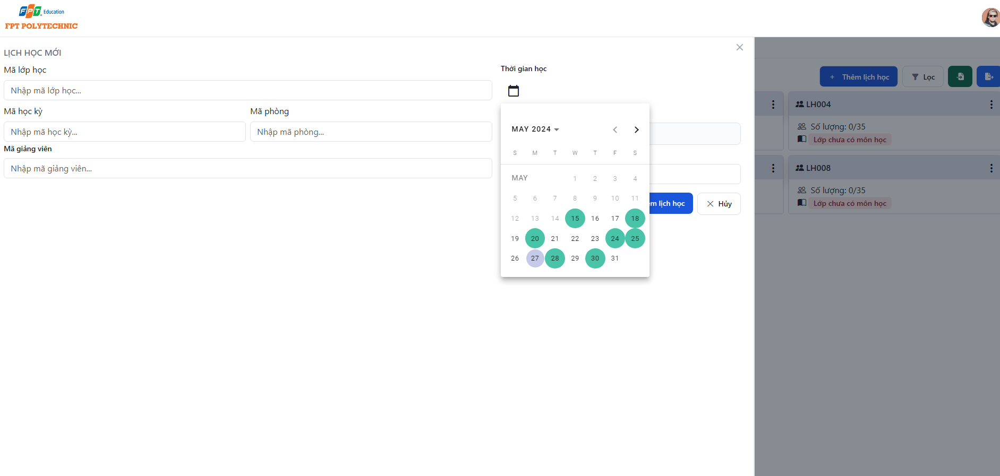 FPT Education
FPT POLYTECHNIC
LỊCH HỌC MỚI
Mã lớp học
Nhập mã lớp học...
Mã học kỳ
Mã phòng
Nhập mã học kỳ...
Nhập mã phòng...
Mã giảng viên
Nhập mã giảng viên...
Thời gian học
MAY 2024
S M T W T F S
MAY 1 2 3 4
5 6 7 8 9 10 11
12 13 14 15 16 17 18
19 20 21 22 23 24 25
26 27 28 29 30 31
lịch học
Hủy
+ Thêm lịch học
Lọc
LH004
Số lượng: 0/35
Lớp chưa có môn học
LH008
Số lượng: 0/35
Lớp chưa có môn học